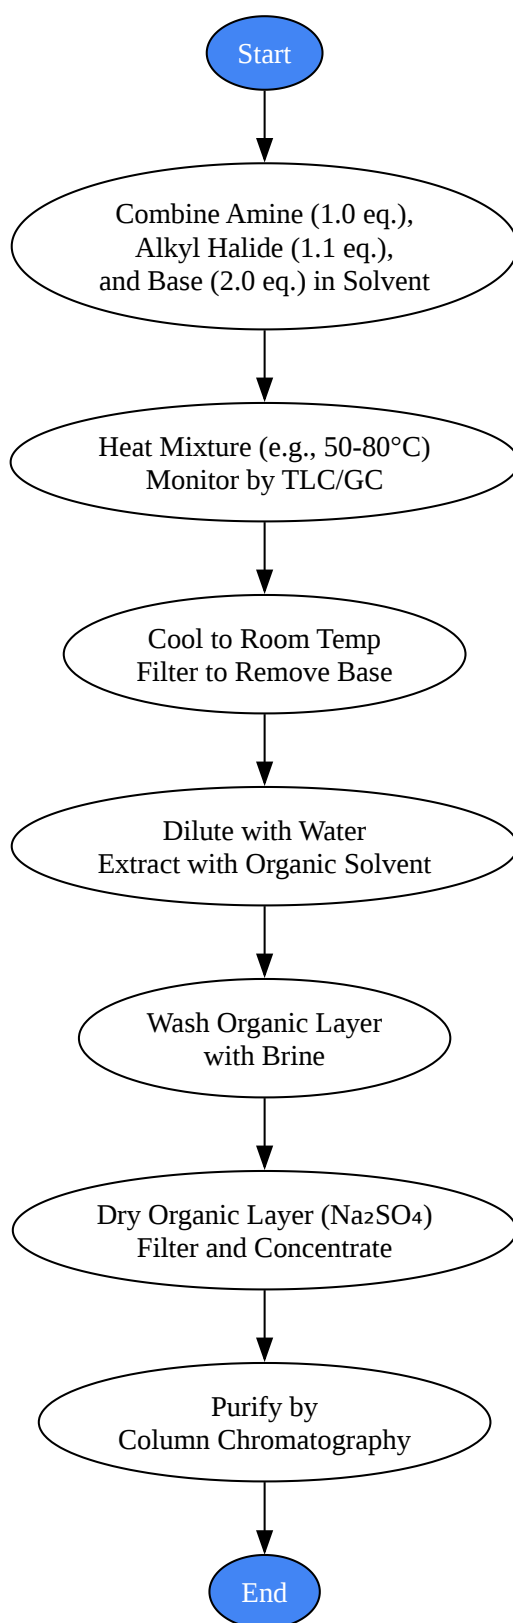 Start
Combine Amine (1.0 eq.),
Alkyl Halide (1.1 eq.),
and Base (2.0 eq.) in Solvent
Heat Mixture (e.g., 50-80°C)
Monitor by TLC/GC
Cool to Room Temp
Filter to Remove Base
Dilute with Water
Extract with Organic Solvent
Wash Organic Layer
with Brine
Dry Organic Layer (Na₂SO₄)
Filter and Concentrate
Purify by
Column Chromatography
End